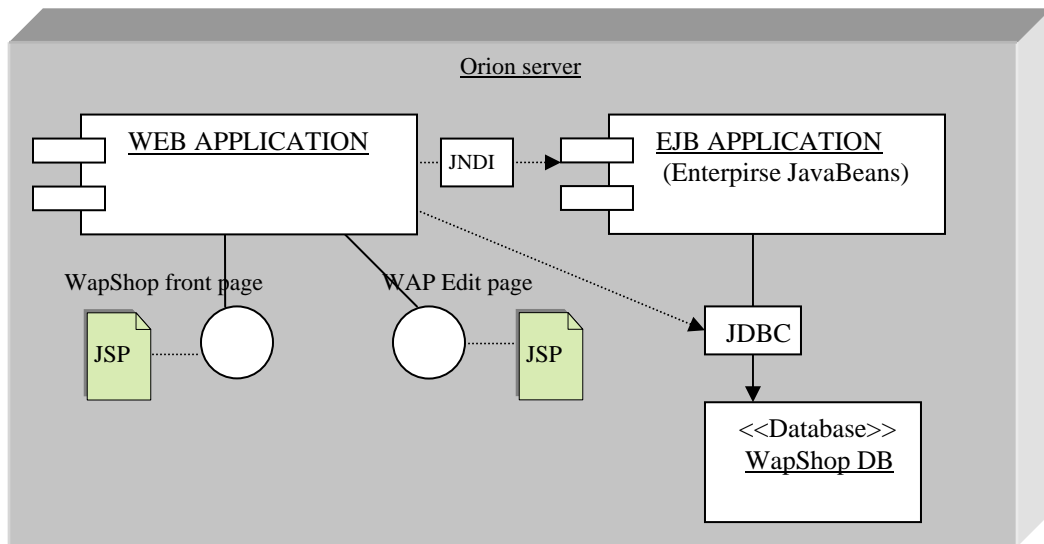 Orion server
WEB APPLICATION
JNDI
EJB APPLICATION
(Enterpirse JavaBeans)
WapShop front page
WAP Edit page
JSP
JSP
JDBC
<<Database>>
WapShop DB